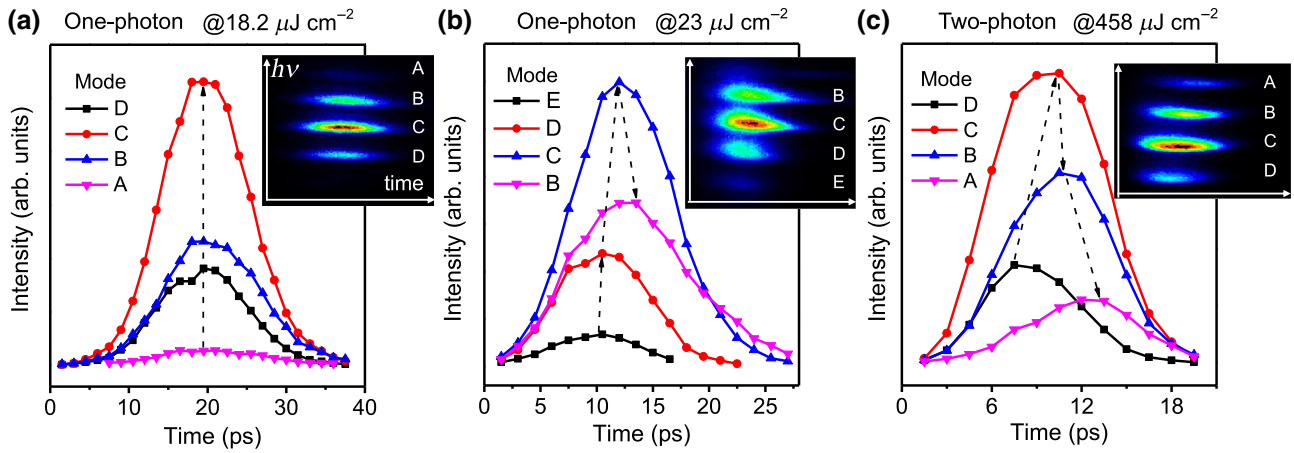 (a) One-photon @18.2 μJ cm−2
Intensity (arb. units)
Mode
D
C
B
A
hν
A
B
C
D
time
0 10 20 30 40
Time (ps)
(b) One-photon @23 μJ cm−2
Intensity (arb. units)
Mode
E
D
C
B
B
C
D
E
0 5 10 15 20 25
Time (ps)
(c) Two-photon @458 μJ cm−2
Intensity (arb. units)
Mode
D
C
B
A
A
B
C
D
6 12 18
Time (ps)